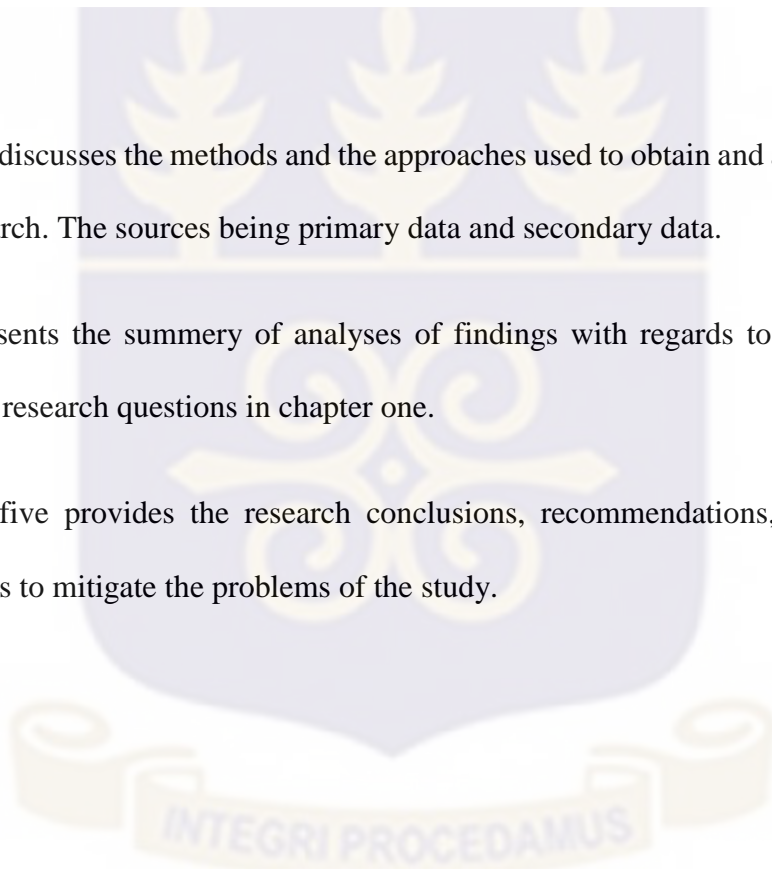 discusses the methods and the approaches used to obtain and
rch. The sources being primary data and secondary data.
sents the summery of analyses of findings with regards to
research questions in chapter one.
five provides the research conclusions, recommendations,
s to mitigate the problems of the study.
INTEGRI PROCEDAMUS